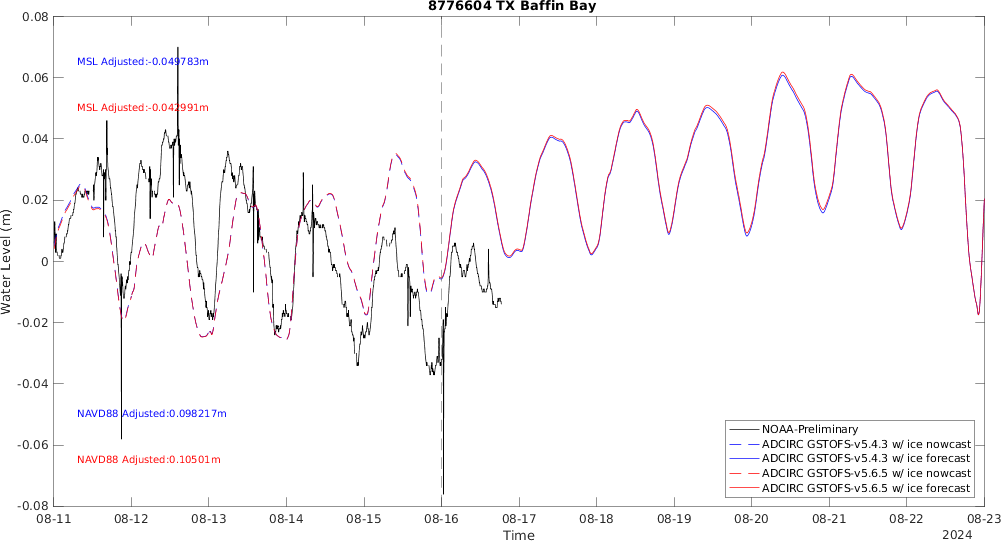 8776604 TX Baffin Bay
0.08
0.06
0.04
0.02
0
-0.02
-0.04
-0.06
-0.08
Water Level (m)
MSL Adjusted:-0.049783m
MSL Adjusted:-0.042991m
NAVD88 Adjusted:0.098217m
NAVD88 Adjusted:0.10501m
NOAA-Preliminary
ADCIRC GSTOFS-v5.4.3 w/ ice nowcast
ADCIRC GSTOFS-v5.4.3 w/ ice forecast
ADCIRC GSTOFS-v5.6.5 w/ ice nowcast
ADCIRC GSTOFS-v5.6.5 w/ ice forecast
08-11 08-12 08-13 08-14 08-15 08-16 08-17 08-18 08-19 08-20 08-21 08-22 08-23
Time
2024